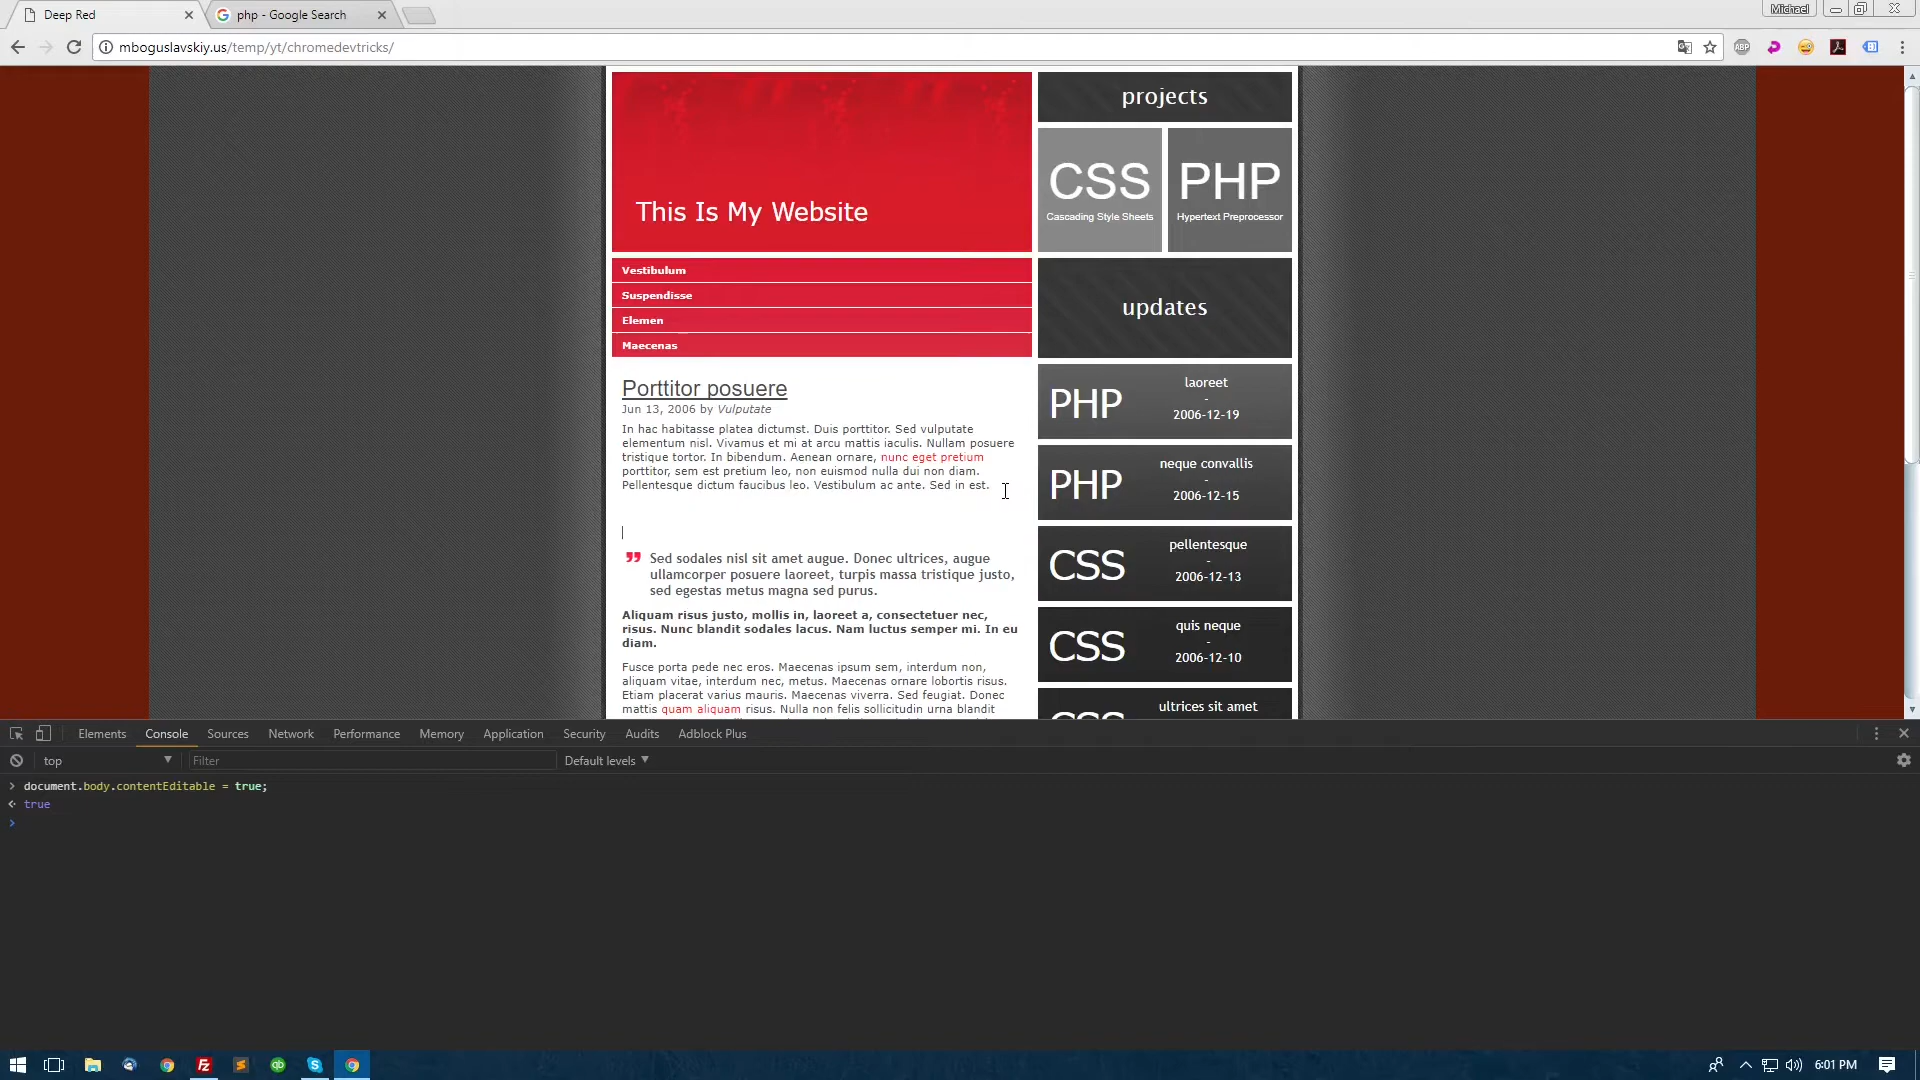 Deep Red
php - Google Search
Michael
mboguslavskiy.us/temp/yt/chromedevtricks/
ABP
This Is My Website
projects
CSS
Cascading Style Sheets
PHP
Hypertext Preprocessor
Vestibulum
Suspendisse
Elemen
Maecenas
updates
Porttitor posuere
Jun 13, 2006 by Vulputate
In hac habitasse platea dictumst. Duis porttitor. Sed vulputate
elementum nisl. Vivamus et mi at arcu mattis iaculis. Nullam posuere
tristique tortor. In bibendum. Aenean ornare, nunc eget pretium
porttitor, sem est pretium leo, non euismod nulla dui non diam.
Pellentesque dictum faucibus leo. Vestibulum ac ante. Sed in est.
" Sed sodales nisl sit amet augue. Donec ultrices, augue
ullamcorper posuere laoreet, turpis massa tristique justo,
sed egestas metus magna sed purus.
Aliquam risus justo, mollis in, laoreet a, consectetuer nec,
risus. Nunc blandit sodales lacus. Nam luctus semper mi. In eu
diam.
Fusce porta pede nec eros. Maecenas ipsum sem, interdum non,
aliquam vitae, interdum nec, metus. Maecenas ornare lobortis risus.
Etiam placerat varius mauris. Maecenas viverra. Sed feugiat. Donec
mattis quam aliquam risus. Nulla non felis sollicitudin urna blandit
PHP
laoreet
-
2006-12-19
PHP
neque convallis
-
2006-12-15
CSS
pellentesque
-
2006-12-13
CSS
quis neque
-
2006-12-10
CSS
ultrices sit amet
Elements Console Sources Network Performance Memory Application Security Audits Adblock Plus
top Filter Default levels
document.body.contentEditable = true;
true
6:01 PM